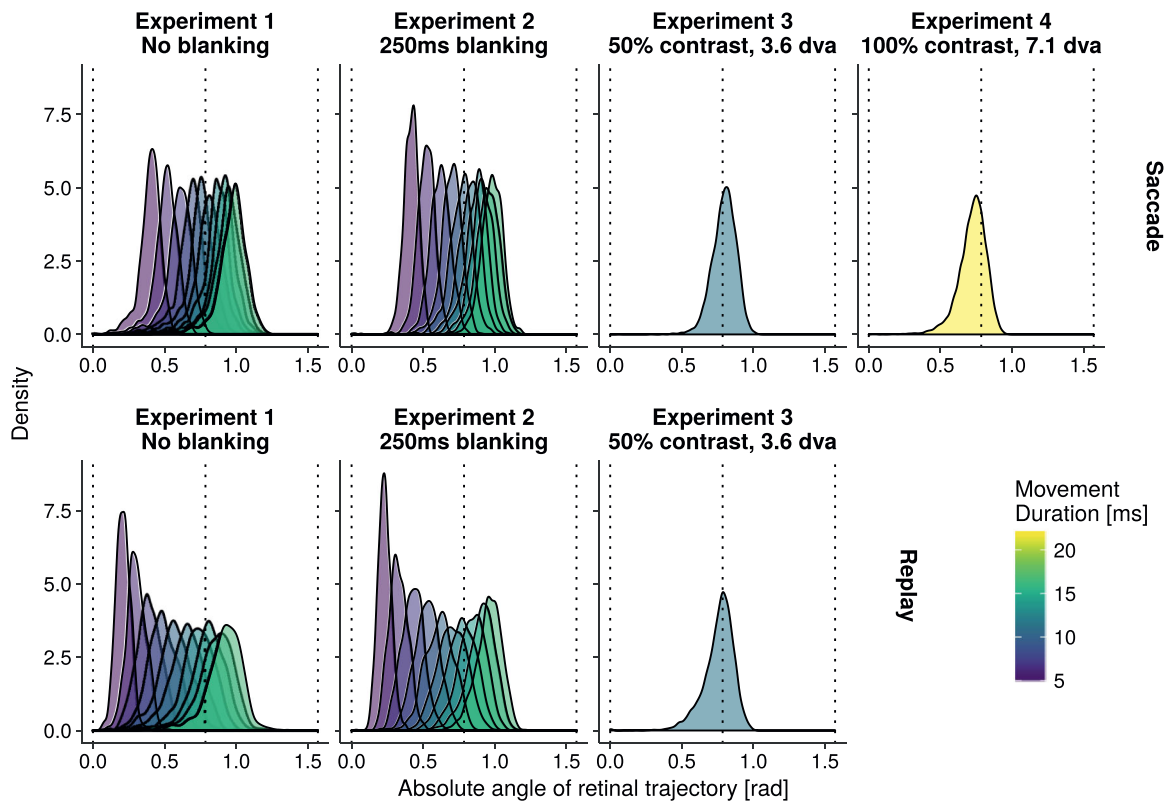 Experiment 1
No blanking
Experiment 2
250ms blanking
Experiment 3
50% contrast, 3.6 dva
Experiment 4
100% contrast, 7.1 dva
7.5
5.0
2.5
0.0
0.0 0.5 1.0 1.5
0.0 0.5 1.0 1.5
0.0 0.5 1.0 1.5
0.0 0.5 1.0 1.5
Saccade
Density
Experiment 1
No blanking
Experiment 2
250ms blanking
Experiment 3
50% contrast, 3.6 dva
7.5
5.0
2.5
0.0
0.0 0.5 1.0 1.5
0.0 0.5 1.0 1.5
0.0 0.5 1.0 1.5
Replay
Absolute angle of retinal trajectory [rad]
Movement
Duration [ms]
20
15
10
5